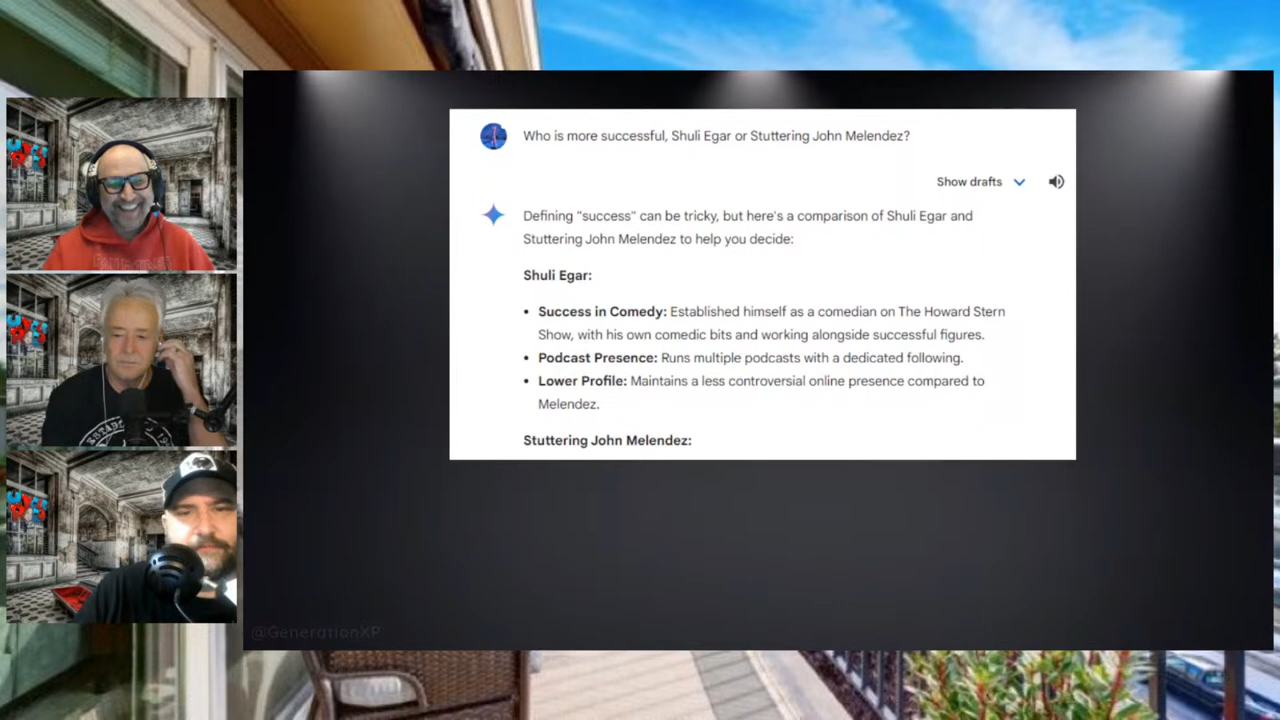 Who is more successful, Shuli Egar or Stuttering John Melendez?
Show drafts
Defining "success" can be tricky, but here's a comparison of Shuli Egar and
Stuttering John Melendez to help you decide:
Shuli Egar:
• Success in Comedy: Established himself as a comedian on The Howard Stern
Show, with his own comedic bits and working alongside successful figures.
• Podcast Presence: Runs multiple podcasts with a dedicated following.
• Lower Profile: Maintains a less controversial online presence compared to
Melendez.
Stuttering John Melendez:
@GenerationXP